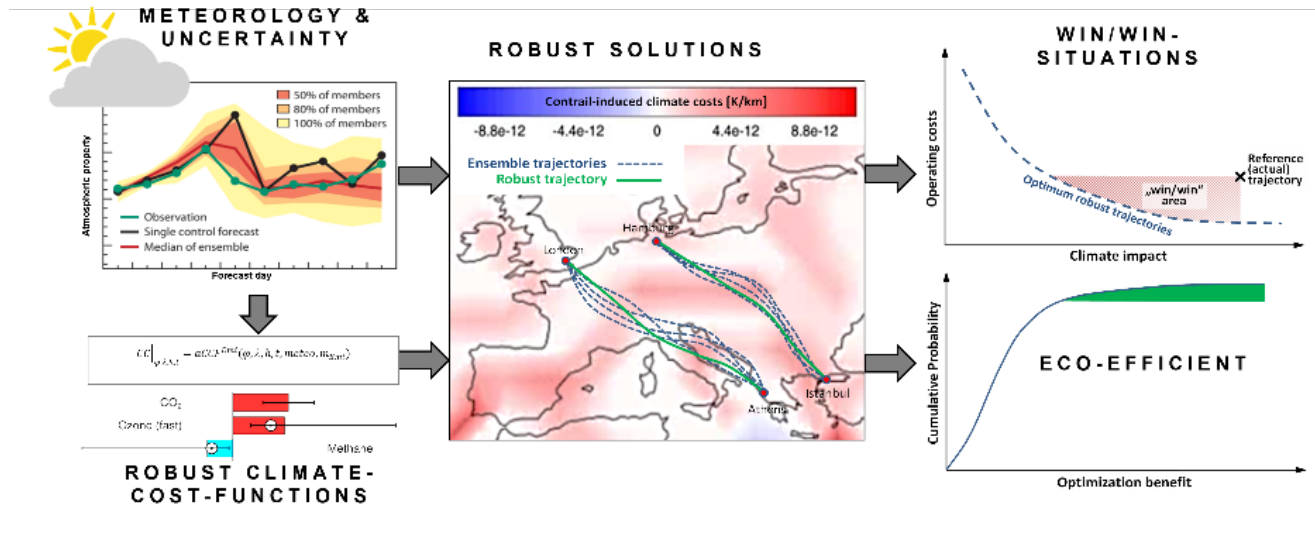 METEOROLOGY &
UNCERTAINTY
50% of members
80% of members
100% of members
Atmospheric property
Observation
Single control forecast
Median of ensemble
Forecast day
CO₂
Ozone (fast)
Methane
ROBUST CLIMATE-
COST-FUNCTIONS
ROBUST SOLUTIONS
Contrail-induced climate costs [K/km]
-8.8e-12 -4.4e-12 0 4.4e-12 8.8e-12
Ensemble trajectories
Robust trajectory
Hamburg
London
Istanbul
Athens
WIN/WIN-
SITUATIONS
Operating costs
Reference
(actual)
trajectory
„win/win"
area
Optimum robust trajectories
Climate impact
Cumulative Probability
ECO-EFFICIENT
Optimization benefit